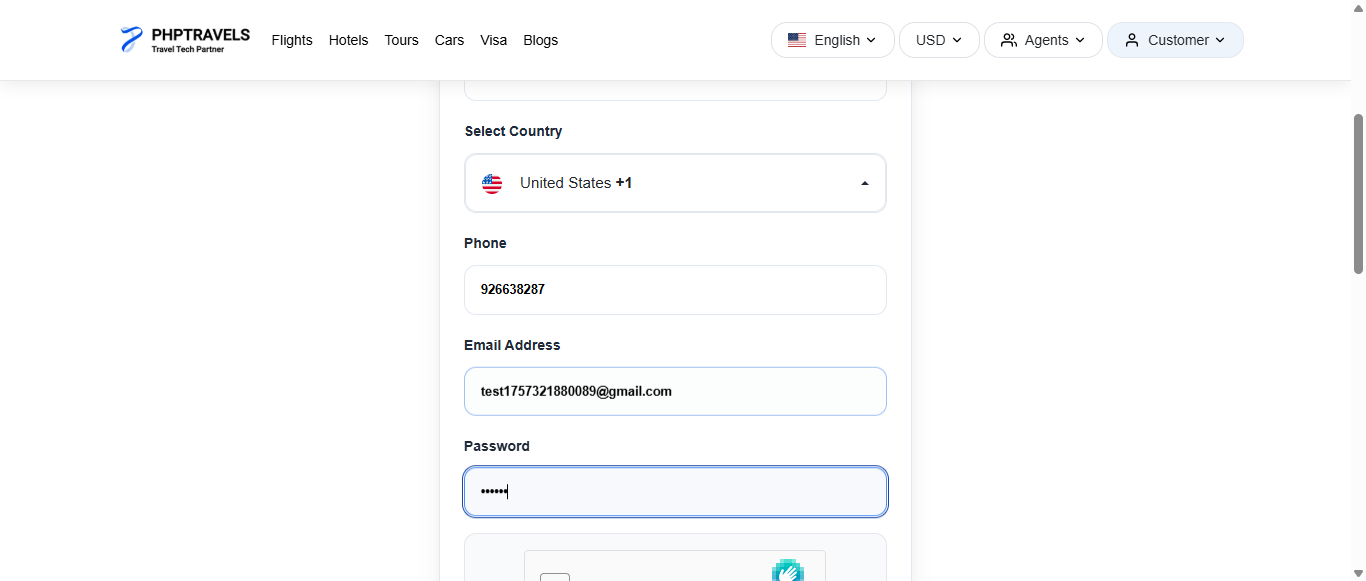 PHPTRAVELS
Travel Tech Partner
Flights Hotels Tours Cars Visa Blogs
English USD Agents Customer
Select Country
United States +1
Phone
926638287
Email Address
test1757321880089@gmail.com
Password
••••••